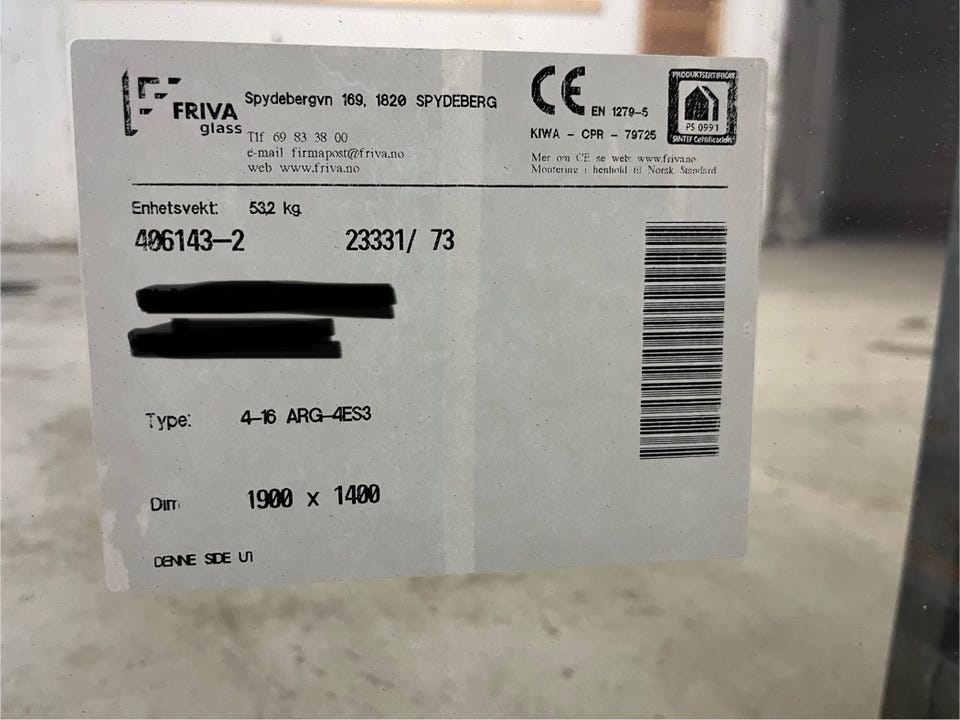 FRIVA
glass
Spydebergvn 169, 1820 SPYDEBERG
Tlf 69 83 38 00
e-mail firmapost@friva.no
web www.friva.no
CE EN 1279-5
KIWA - CPR - 79725
PRODUKTSERTIFIKAT
PS 0991
SINTEF Certification
Mer om CE se web: www.friva.no
Montering i henhold til Norsk Standard
Enhetsvekt: 53,2 kg
406143-2 23331/ 73
Type: 4-16 ARG-4ES3
Dim 1900 x 1400
DENNE SIDE UT